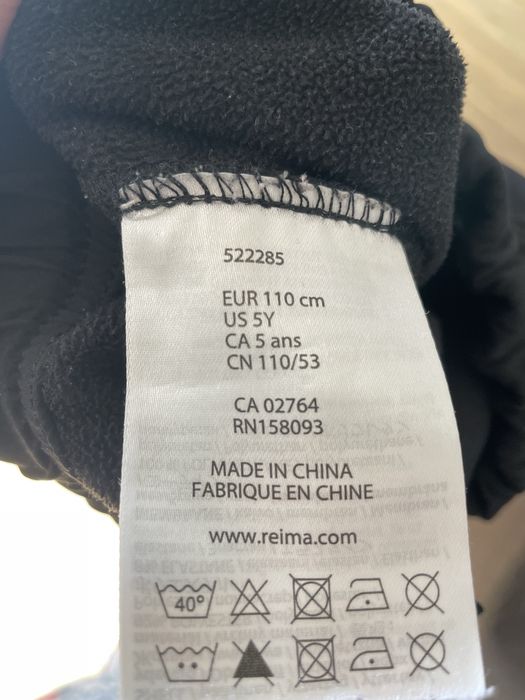 522285
EUR 110 cm
US 5Y
CA 5 ans
CN 110/53
CA 02764
RN158093
MADE IN CHINA
FABRIQUE EN CHINE
www.reima.com
40°